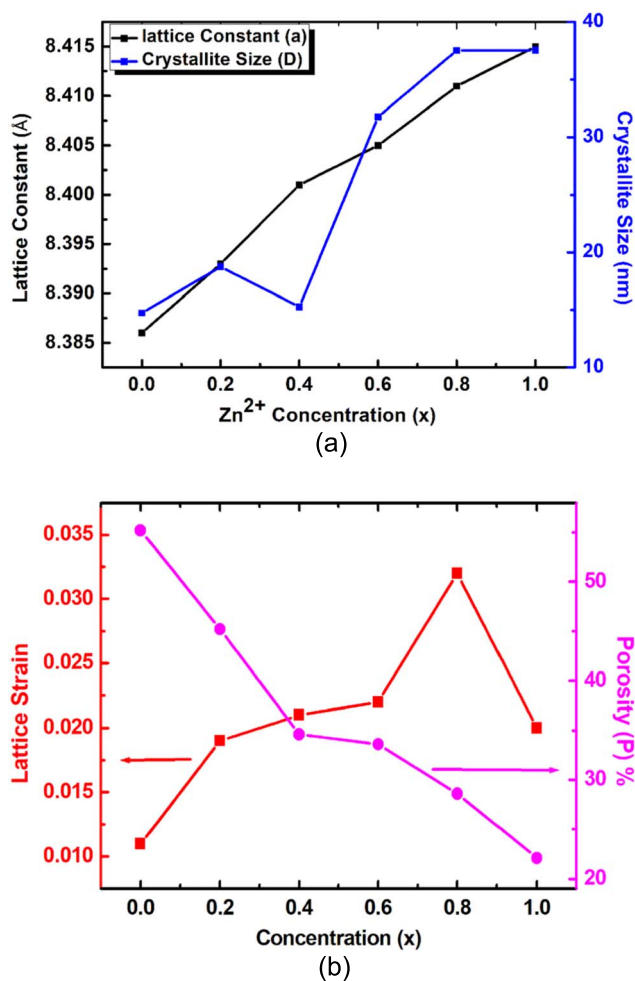 lattice Constant (a)
Crystallite Size (D)
8.415
8.410
8.405
8.400
8.395
8.390
8.385
Lattice Constant (Å)
40
30
20
10
Crystallite Size (nm)
0.0 0.2 0.4 0.6 0.8 1.0
Zn2+ Concentration (x)
(a)
0.035
0.030
0.025
0.020
0.015
0.010
Lattice Strain
50
40
30
20
Porosity (P) %
0.0 0.2 0.4 0.6 0.8 1.0
Concentration (x)
(b)